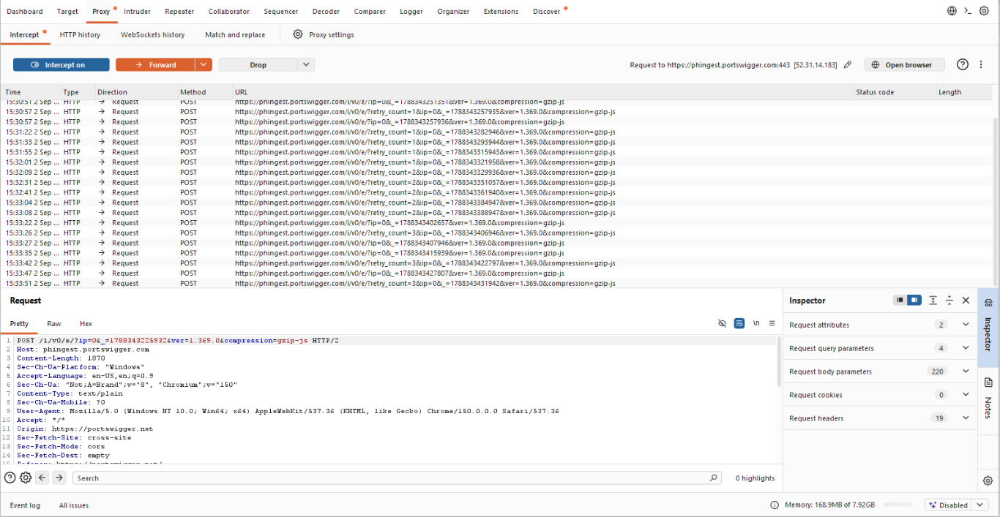 Dashboard Target Proxy Intruder Repeater Collaborator Sequencer Decoder Comparer Logger Organizer Extensions Discover
Intercept HTTP history WebSockets history Match and replace Proxy settings
Intercept on Forward Drop Request to https://phingest.portswigger.com:443 [52.31.14.183] Open browser
Time Type Direction Method URL Status code Length
15:30:51 2 Sep ... HTTP Request POST https://phingest.portswigger.com/i/v0/e/?ip=0&_=1788343251351&ver=1.369.0&compression=gzip-js
15:30:57 2 Sep ... HTTP Request POST https://phingest.portswigger.com/i/v0/e/?retry_count=1&ip=0&_=1788343257935&ver=1.369.0&compression=gzip-js
15:30:57 2 Sep ... HTTP Request POST https://phingest.portswigger.com/i/v0/e/?ip=0&_=1788343257936&ver=1.369.0&compression=gzip-js
15:31:22 2 Sep ... HTTP Request POST https://phingest.portswigger.com/i/v0/e/?retry_count=1&ip=0&_=1788343282946&ver=1.369.0&compression=gzip-js
15:31:33 2 Sep ... HTTP Request POST https://phingest.portswigger.com/i/v0/e/?retry_count=1&ip=0&_=1788343293944&ver=1.369.0&compression=gzip-js
15:31:55 2 Sep ... HTTP Request POST https://phingest.portswigger.com/i/v0/e/?retry_count=1&ip=0&_=1788343315943&ver=1.369.0&compression=gzip-js
15:32:01 2 Sep ... HTTP Request POST https://phingest.portswigger.com/i/v0/e/?retry_count=2&ip=0&_=1788343321958&ver=1.369.0&compression=gzip-js
15:32:09 2 Sep ... HTTP Request POST https://phingest.portswigger.com/i/v0/e/?retry_count=2&ip=0&_=1788343329936&ver=1.369.0&compression=gzip-js
15:32:31 2 Sep ... HTTP Request POST https://phingest.portswigger.com/i/v0/e/?retry_count=2&ip=0&_=1788343351057&ver=1.369.0&compression=gzip-js
15:32:41 2 Sep ... HTTP Request POST https://phingest.portswigger.com/i/v0/e/?retry_count=2&ip=0&_=1788343361940&ver=1.369.0&compression=gzip-js
15:33:04 2 Sep ... HTTP Request POST https://phingest.portswigger.com/i/v0/e/?retry_count=2&ip=0&_=1788343384947&ver=1.369.0&compression=gzip-js
15:33:08 2 Sep ... HTTP Request POST https://phingest.portswigger.com/i/v0/e/?retry_count=2&ip=0&_=1788343388947&ver=1.369.0&compression=gzip-js
15:33:22 2 Sep ... HTTP Request POST https://phingest.portswigger.com/i/v0/e/?ip=0&_=1788343402657&ver=1.369.0&compression=gzip-js
15:33:26 2 Sep ... HTTP Request POST https://phingest.portswigger.com/i/v0/e/?retry_count=3&ip=0&_=1788343406946&ver=1.369.0&compression=gzip-js
15:33:27 2 Sep ... HTTP Request POST https://phingest.portswigger.com/i/v0/e/?ip=0&_=1788343407946&ver=1.369.0&compression=gzip-js
15:33:35 2 Sep ... HTTP Request POST https://phingest.portswigger.com/i/v0/e/?ip=0&_=1788343415939&ver=1.369.0&compression=gzip-js
15:33:42 2 Sep ... HTTP Request POST https://phingest.portswigger.com/i/v0/e/?retry_count=3&ip=0&_=1788343422797&ver=1.369.0&compression=gzip-js
15:33:47 2 Sep ... HTTP Request POST https://phingest.portswigger.com/i/v0/e/?ip=0&_=1788343427807&ver=1.369.0&compression=gzip-js
15:33:51 2 Sep ... HTTP Request POST https://phingest.portswigger.com/i/v0/e/?retry_count=3&ip=0&_=1788343431942&ver=1.369.0&compression=gzip-js
Request
Pretty Raw Hex \n
1 POST /i/v0/e/?ip=0&_=1788343225932&ver=1.369.0&compression=gzip-js HTTP/2
2 Host: phingest.portswigger.com
3 Content-Length: 1870
4 Sec-Ch-Ua-Platform: "Windows"
5 Accept-Language: en-US,en;q=0.9
6 Sec-Ch-Ua: "Not;A=Brand";v="8", "Chromium";v="150"
7 Content-Type: text/plain
8 Sec-Ch-Ua-Mobile: ?0
9 User-Agent: Mozilla/5.0 (Windows NT 10.0; Win64; x64) AppleWebKit/537.36 (KHTML, like Gecko) Chrome/150.0.0.0 Safari/537.36
10 Accept: */*
11 Origin: https://portswigger.net
12 Sec-Fetch-Site: cross-site
13 Sec-Fetch-Mode: cors
14 Sec-Fetch-Dest: empty
15 Referer: https://portswigger.net/
Search 0 highlights
Inspector
Request attributes 2
Request query parameters 4
Request body parameters 220
Request cookies 0
Request headers 19
Inspector
Notes
Event log All issues Memory: 168.9MB of 7.92GB Disabled